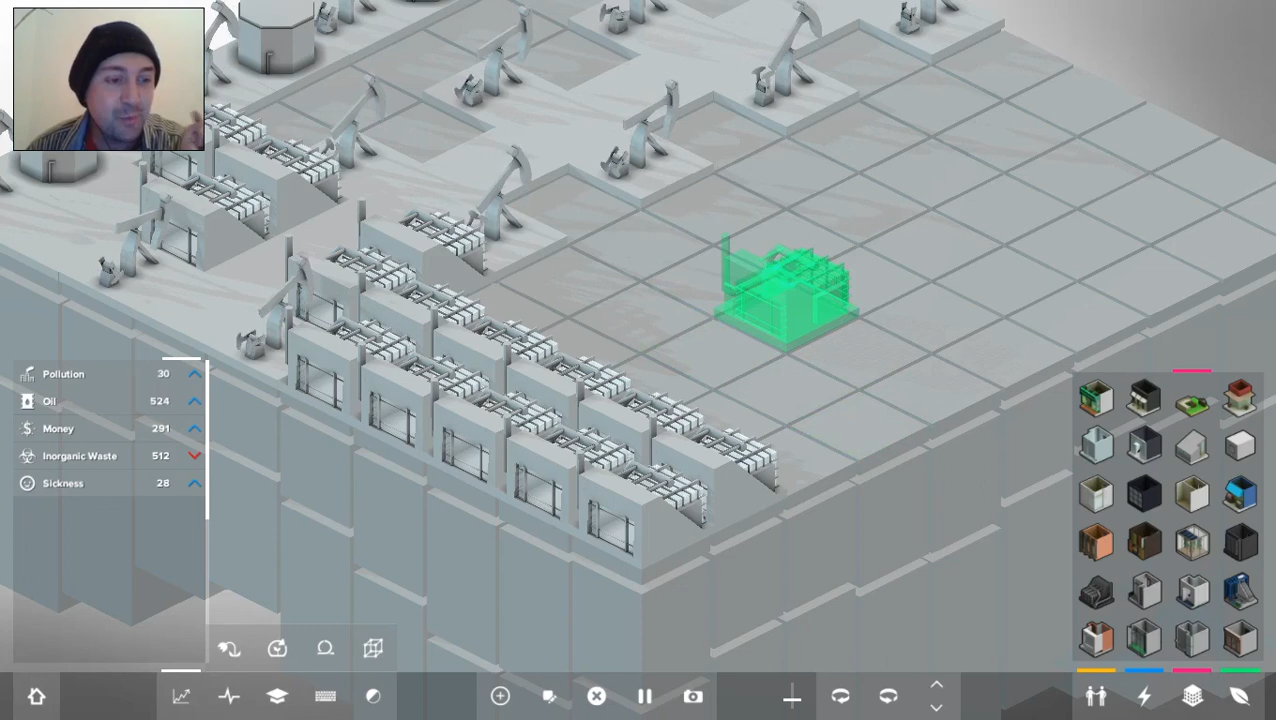 Pollution 30
Oil 524
Money 291
Inorganic Waste 512
Sickness 28